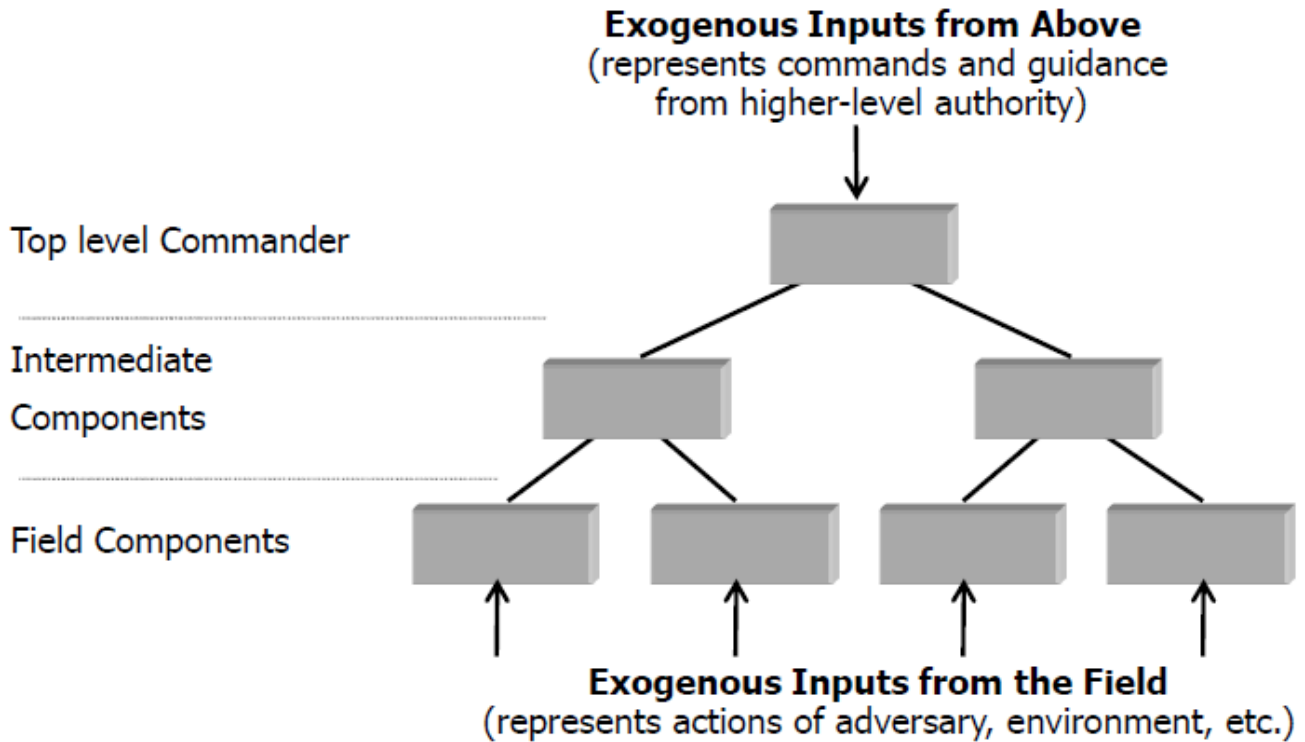 Exogenous Inputs from Above
(represents commands and guidance
from higher-level authority)
Top level Commander
Intermediate
Components
Field Components
Exogenous Inputs from the Field
(represents actions of adversary, environment, etc.)